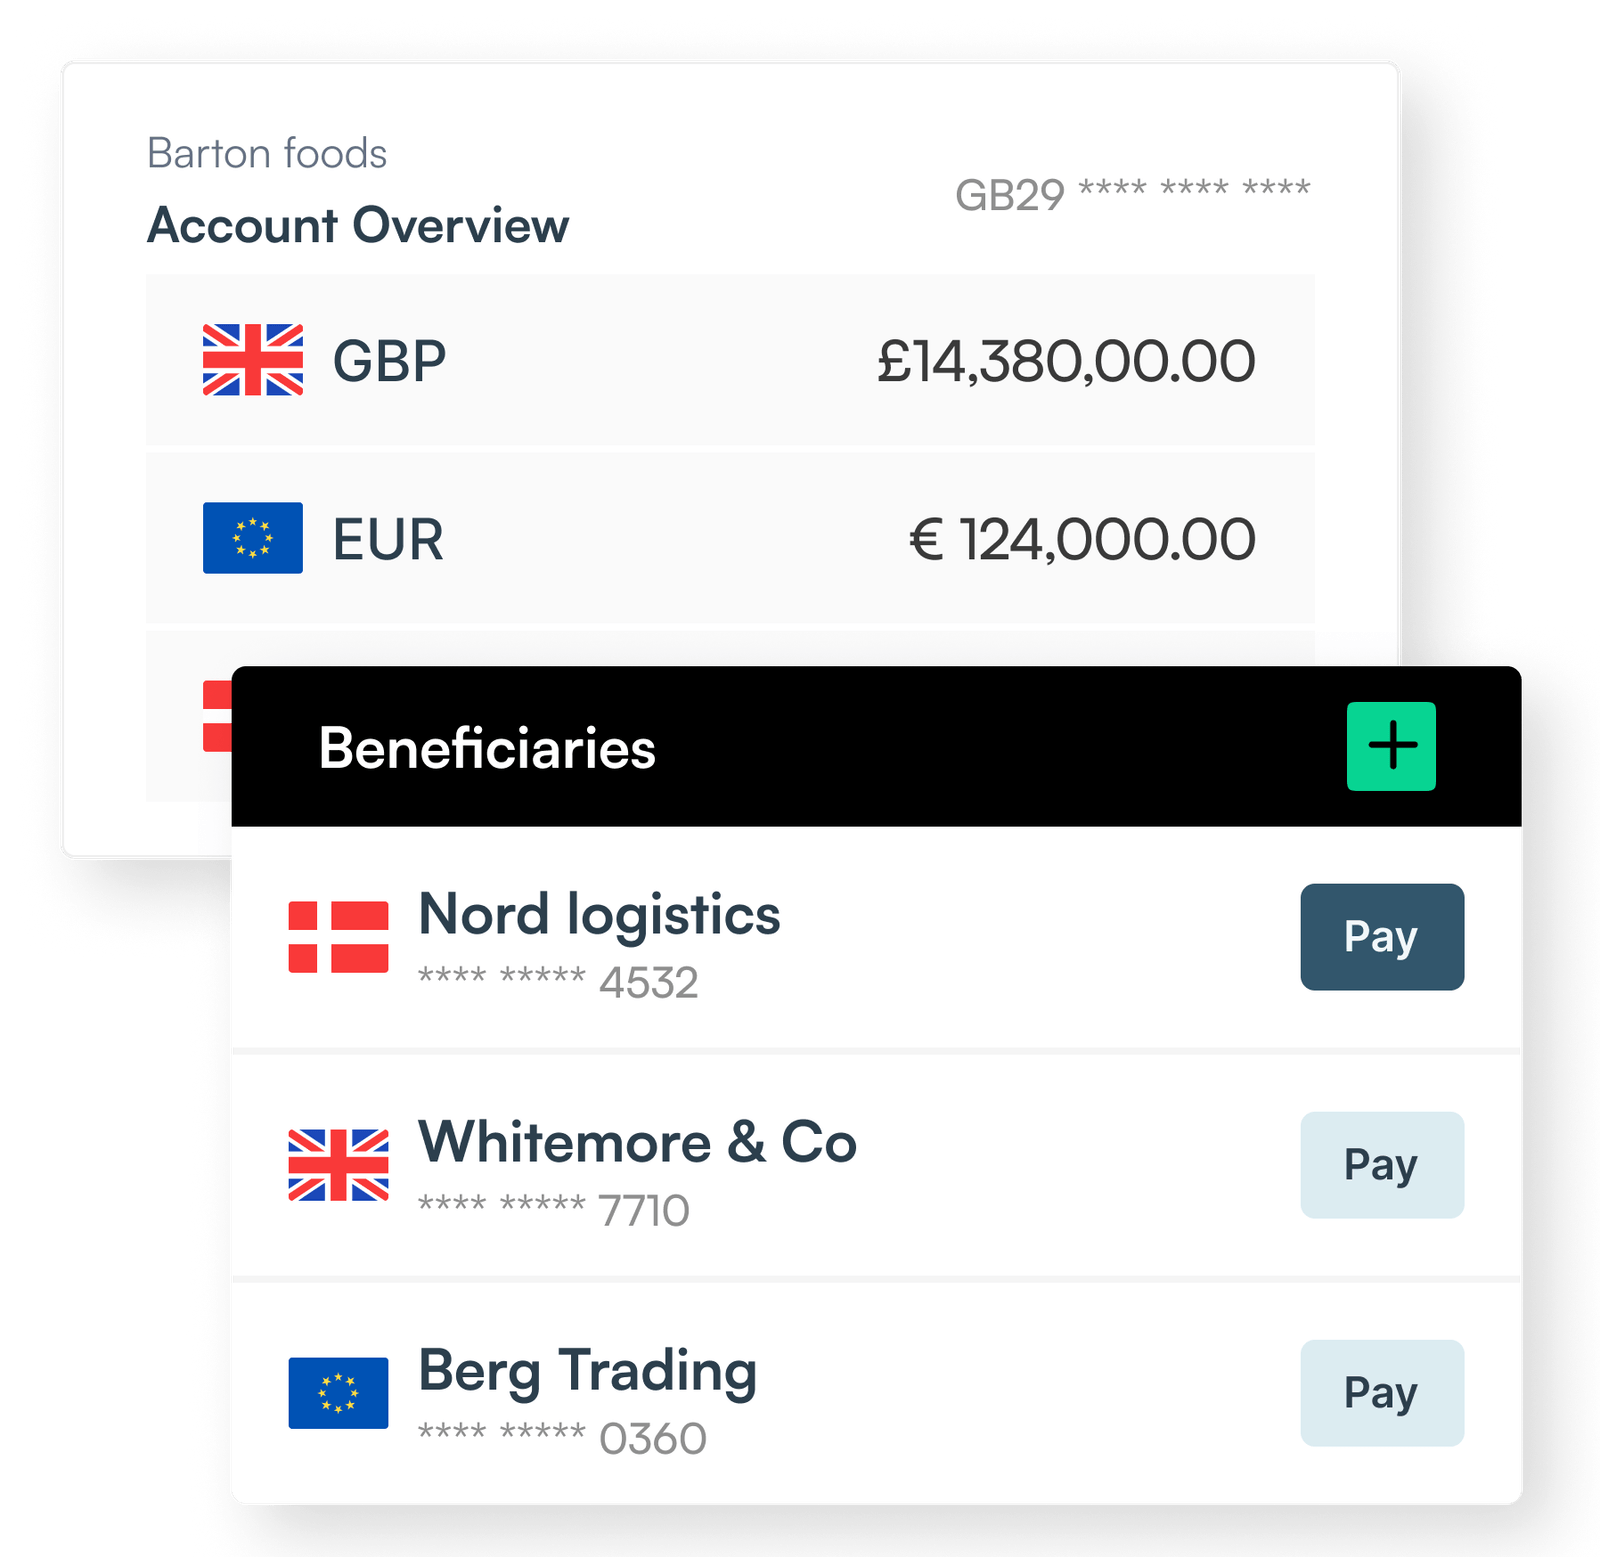 Barton foods
GB29 **** **** ****
Account Overview
GBP £14,380,00.00
EUR € 124,000.00
Beneficiaries
Nord logistics
**** ***** 4532
Pay
Whitemore & Co
**** ***** 7710
Pay
Berg Trading
**** ***** 0360
Pay